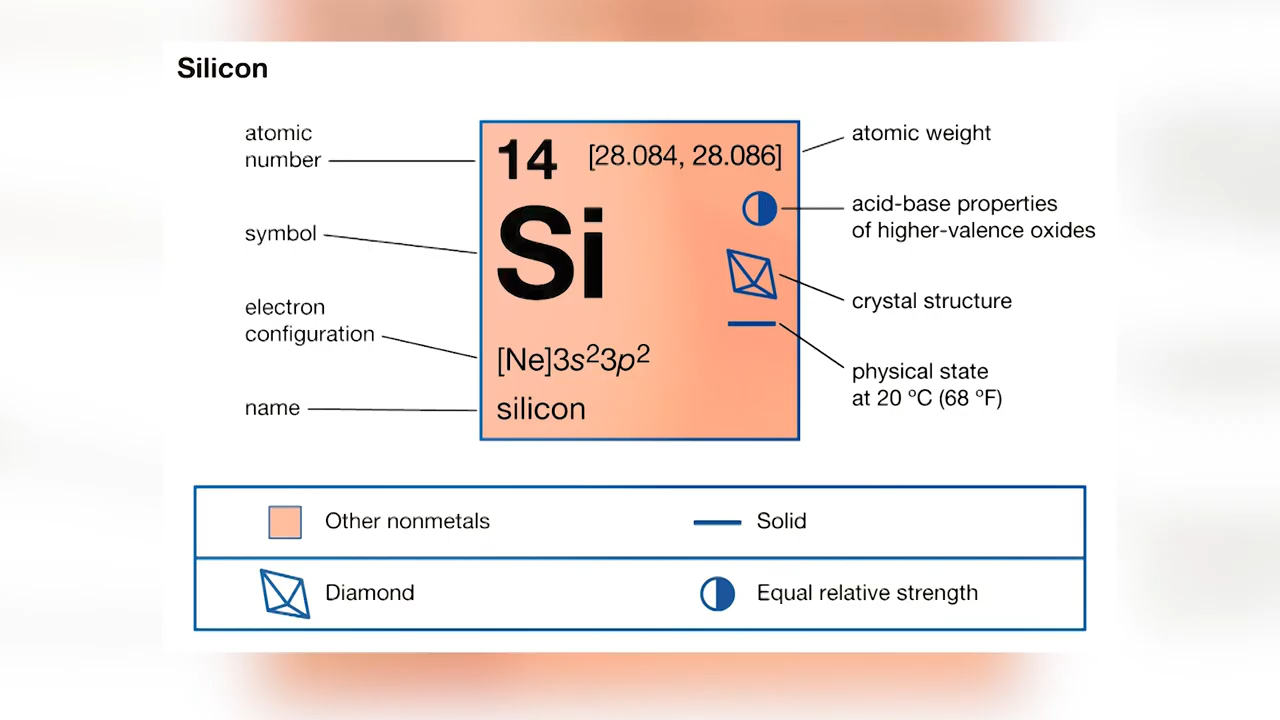 Silicon
atomic
number
symbol
electron
configuration
name
14 [28.084, 28.086]
Si
[Ne]3s²3p²
silicon
atomic weight
acid-base properties
of higher-valence oxides
crystal structure
physical state
at 20 ºC (68 ºF)
Other nonmetals
Solid
Diamond
Equal relative strength